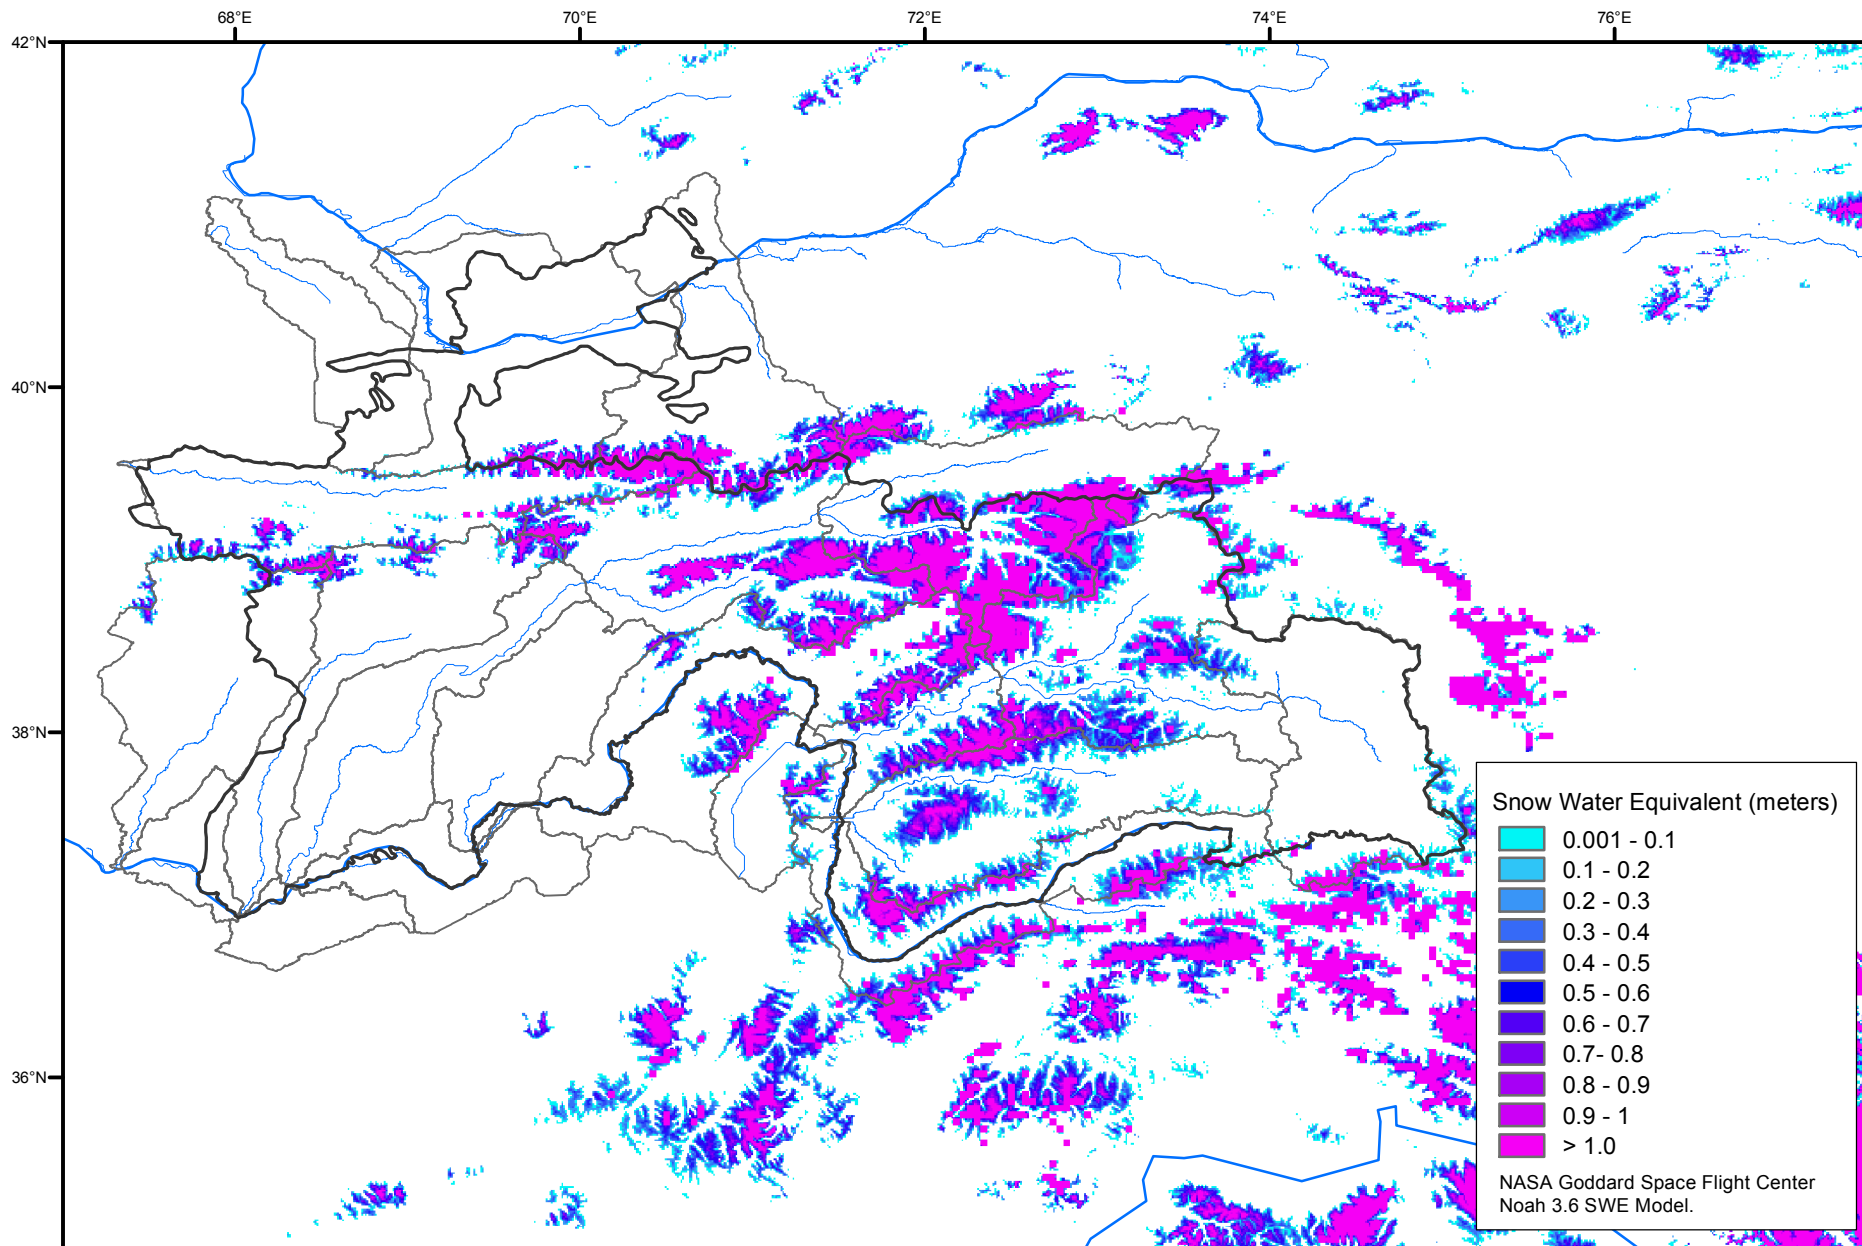 68°E
70°E
72°E
74°E
76°E
42°N
40°N
38°N
36°N
Snow Water Equivalent (meters)
0.001 - 0.1
0.1 - 0.2
0.2 - 0.3
0.3 - 0.4
0.4 - 0.5
0.5 - 0.6
0.6 - 0.7
0.7- 0.8
0.8 - 0.9
0.9 - 1
> 1.0
NASA Goddard Space Flight Center
Noah 3.6 SWE Model.